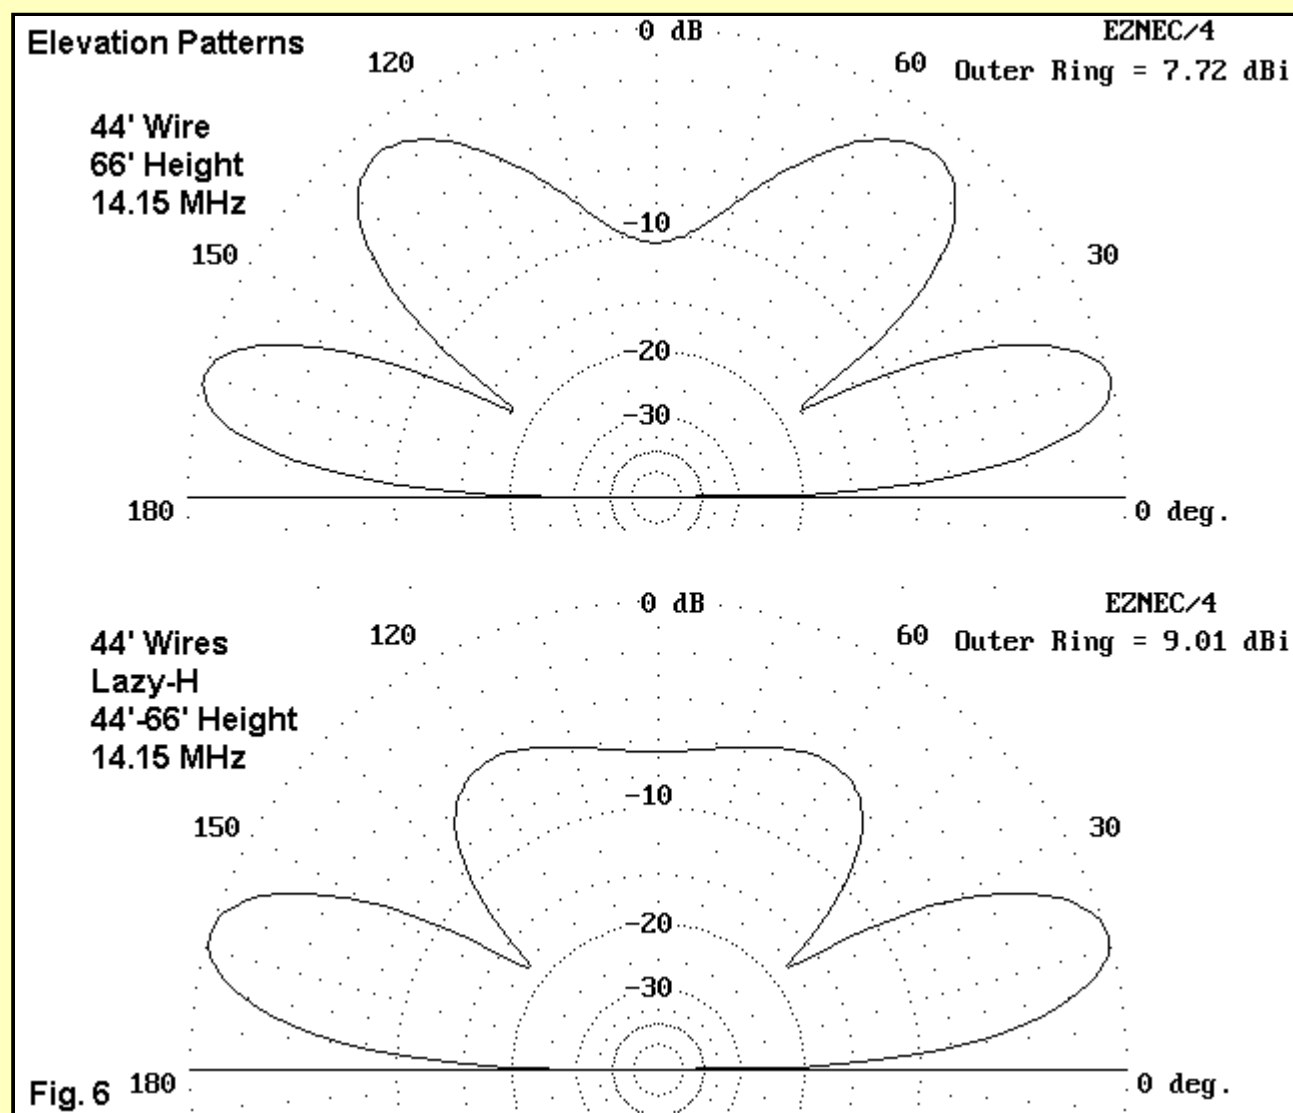 Elevation Patterns
0 dB
EZNEC/4
120
60
Outer Ring = 7.72 dBi
44' Wire
66' Height
14.15 MHz
-10
150
30
-20
-30
180
0 deg.
0 dB
EZNEC/4
120
60
Outer Ring = 9.01 dBi
44' Wires
Lazy-H
44'-66' Height
14.15 MHz
-10
150
30
-20
-30
Fig. 6
180
0 deg.